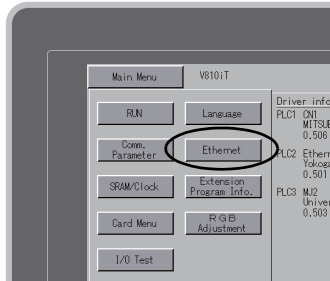 Main Menu
V810iT
RUN
Language
Comm.
Parameter
Ethernet
SRAM/Clock
Extension
Program Info.
Card Menu
RGB
Adjustment
I/O Test
Driver info
PLC1 CN1
MITSUB
0.506
PLC2 Ethern
Yokoga
0.501
PLC3 MJ2
Univer
0.503